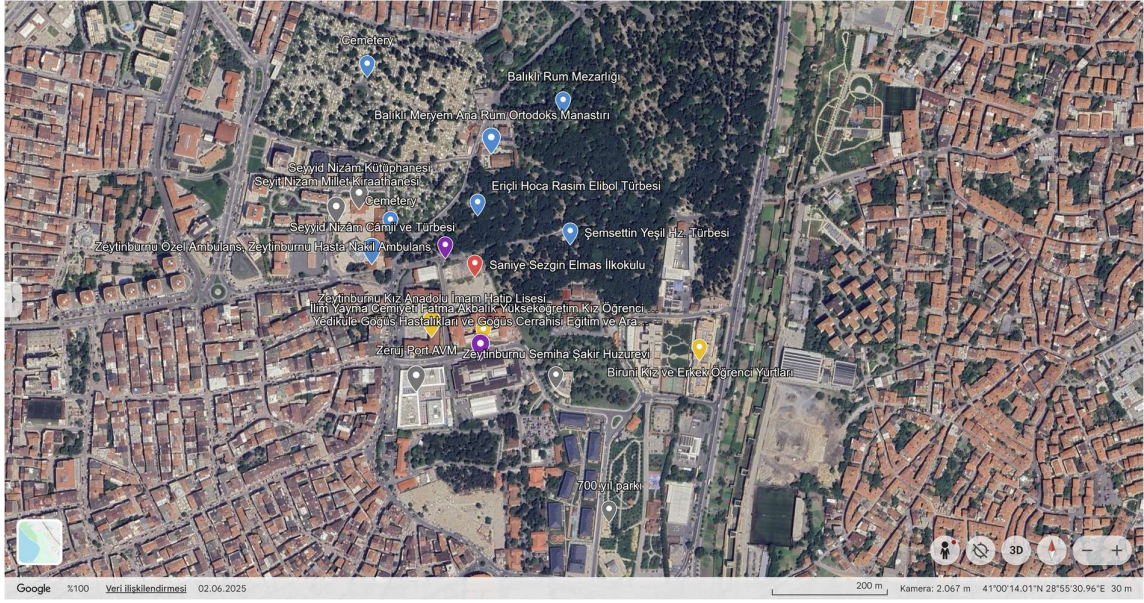 Cemetery
Balıklı Rum Mezarlığı
Balıklı Meryem Ana Rum Ortodoks Manastırı
Seyyid Nizâm Kütüphanesi
Seyit Nizam Millet Kıraathanesi
Eriçli Hoca Rasim Elibol Türbesi
Cemetery
Seyyid Nizâm Câmii ve Türbesi
Şemsettin Yeşil Hz. Türbesi
Zeytinburnu Özel Ambulans, Zeytinburnu Hasta Nakil Ambulans
Saniye Sezgin Elmas İlkokulu
Zeytinburnu Kız Anadolu İmam Hatip Lisesi
İlim Yayma Cemiyeti Fatma Akbalık Yükseköğretim Kız Öğrenci ...
Yedikule Göğüs Hastalıkları ve Göğüs Cerrahisi Eğitim ve Ara...
Zeruj Port AVM
Zeytinburnu Semiha Şakir Huzurevi
Biruni Kız ve Erkek Öğrenci Yurtları
700.yıl parkı
3D
Google
%100
Veri ilişkilendirmesi
02.06.2025
200 m
Kamera: 2.067 m
41°00'14.01"N 28°55'30.96"E
30 m